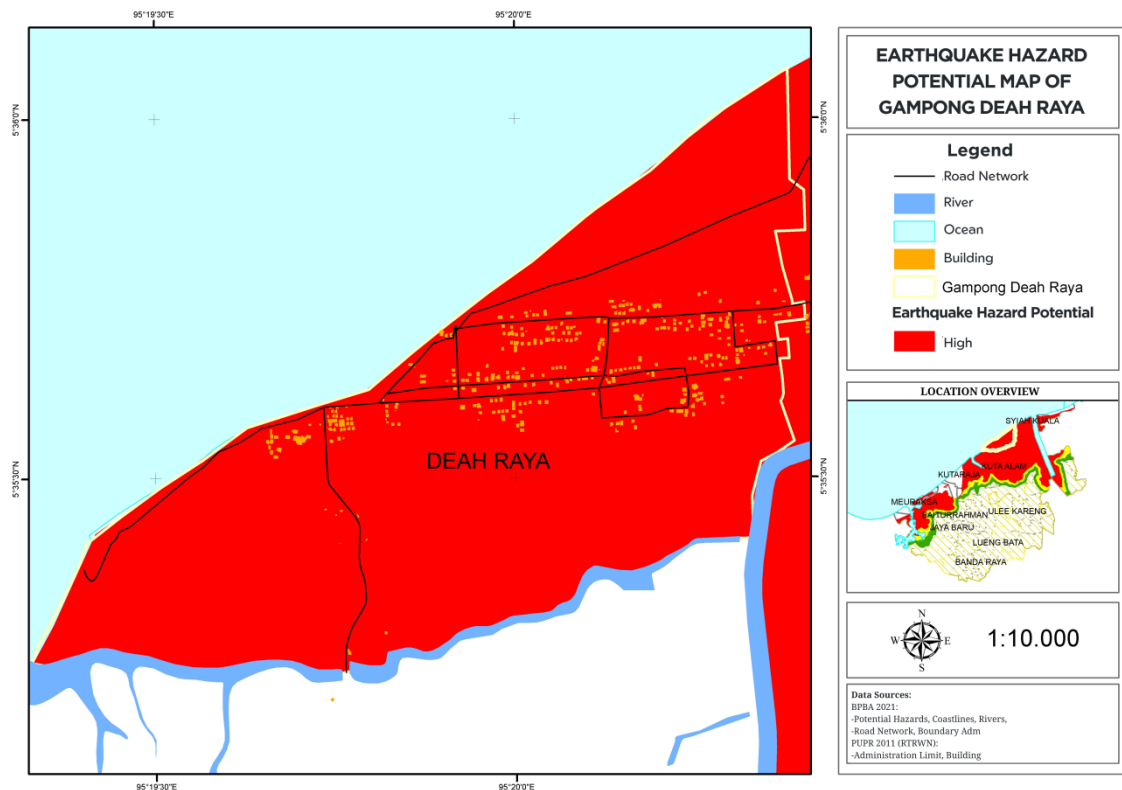 95°19'30"E
95°20'0"E
5°36'0"N
5°36'0"N
DEAH RAYA
5°35'30"N
5°35'30"N
95°19'30"E
95°20'0"E
EARTHQUAKE HAZARD
POTENTIAL MAP OF
GAMPONG DEAH RAYA
Legend
Road Network
River
Ocean
Building
Gampong Deah Raya
Earthquake Hazard Potential
High
LOCATION OVERVIEW
SYIAH KUALA
KUTA ALAM
KUTARAJA
MEURAKSA
BAITURRAHMAN
ULEE KARENG
JAYA BARU
LUENG BATA
BANDA RAYA
N
W E
S
1:10.000
Data Sources:
BPBA 2021:
-Potential Hazards, Coastlines, Rivers,
-Road Network, Boundary Adm
PUPR 2011 (RTRWN):
-Administration Limit, Building